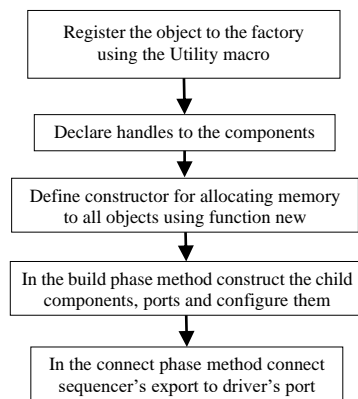 Register the object to the factory
using the Utility macro
Declare handles to the components
Define constructor for allocating memory
to all objects using function new
In the build phase method construct the child
components, ports and configure them
In the connect phase method connect
sequencer's export to driver's port